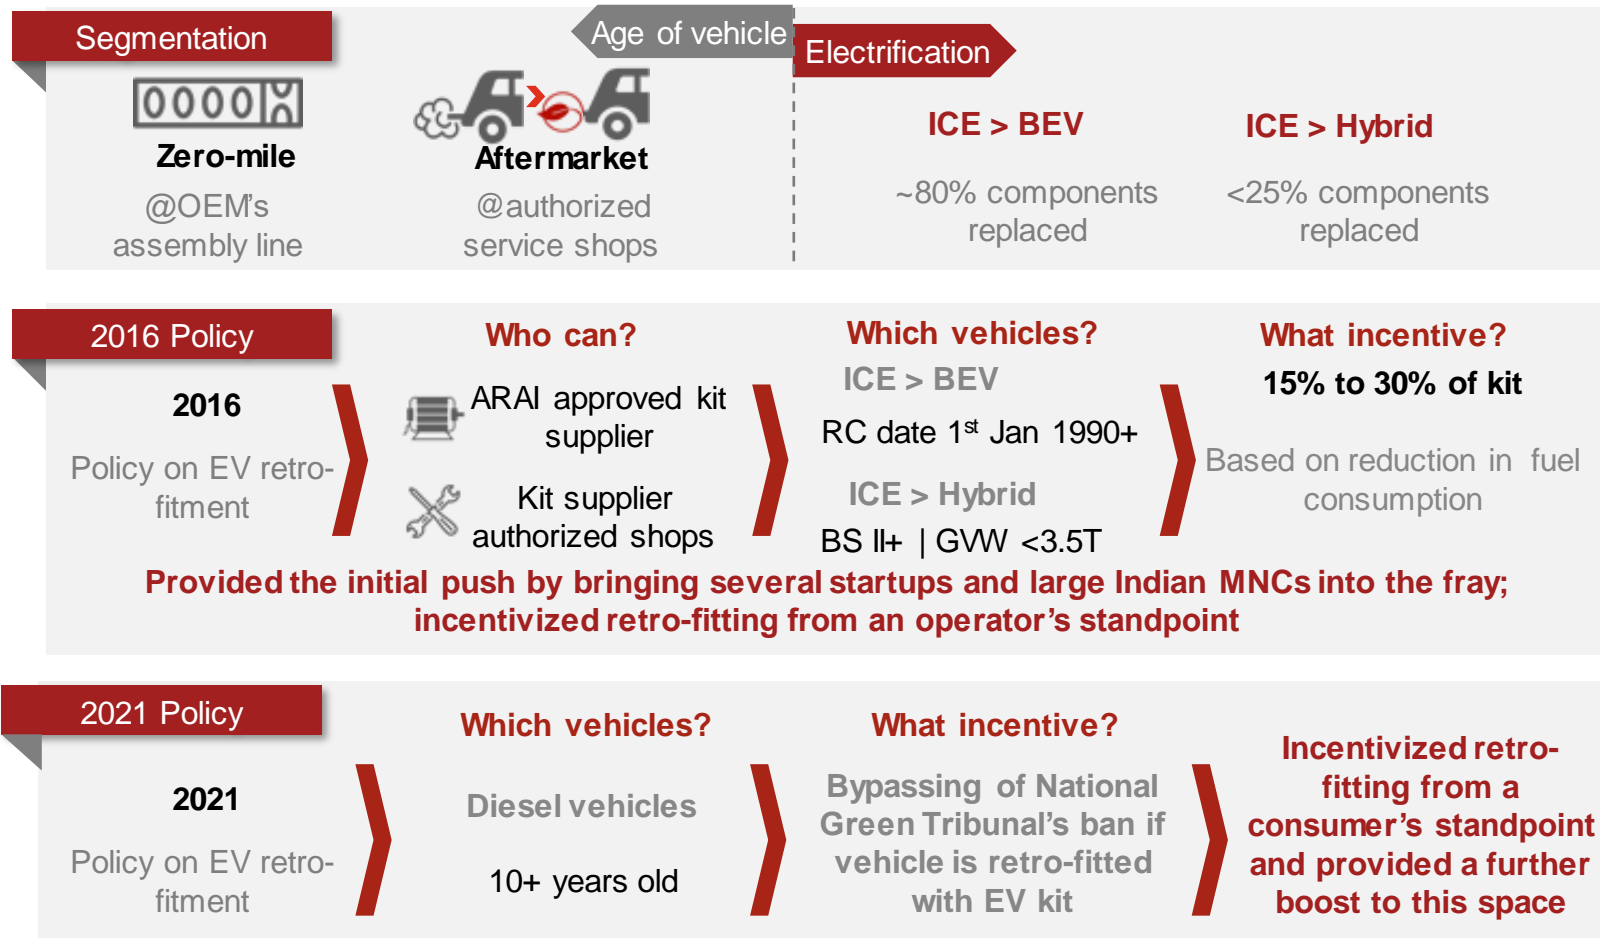 Segmentation
Age of vehicle
Electrification
0000
Zero-mile
@OEM's
assembly line
Aftermarket
@authorized
service shops
ICE > BEV
~80% components
replaced
ICE > Hybrid
<25% components
replaced
2016 Policy
2016
Policy on EV retro-
fitment
Who can?
ARAI approved kit
supplier
Kit supplier
authorized shops
Which vehicles?
ICE > BEV
RC date 1st Jan 1990+
ICE > Hybrid
BS II+ | GVW <3.5T
What incentive?
15% to 30% of kit
Based on reduction in fuel
consumption
Provided the initial push by bringing several startups and large Indian MNCs into the fray;
incentivized retro-fitting from an operator's standpoint
2021 Policy
2021
Policy on EV retro-
fitment
Which vehicles?
Diesel vehicles
10+ years old
What incentive?
Bypassing of National
Green Tribunal's ban if
vehicle is retro-fitted
with EV kit
Incentivized retro-
fitting from a
consumer's standpoint
and provided a further
boost to this space